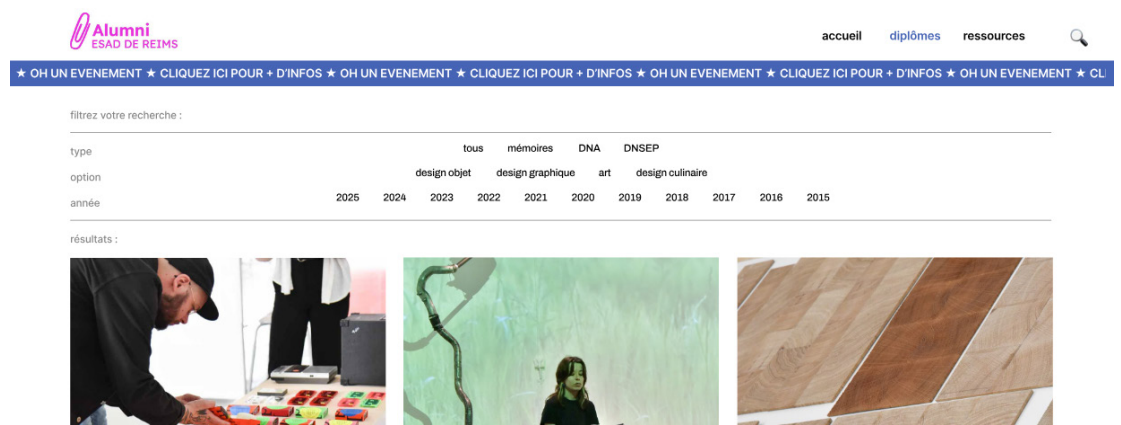 Alumni
ESAD DE REIMS
accueil diplômes ressources
★ OH UN EVENEMENT ★ CLIQUEZ ICI POUR + D'INFOS ★ OH UN EVENEMENT ★ CLIQUEZ ICI POUR + D'INFOS ★ OH UN EVENEMENT ★ CLIQUEZ ICI POUR + D'INFOS ★ OH UN EVENEMENT ★ CLI
filtrez votre recherche :
type tous mémoires DNA DNSEP
option design objet design graphique art design culinaire
année 2025 2024 2023 2022 2021 2020 2019 2018 2017 2016 2015
résultats :